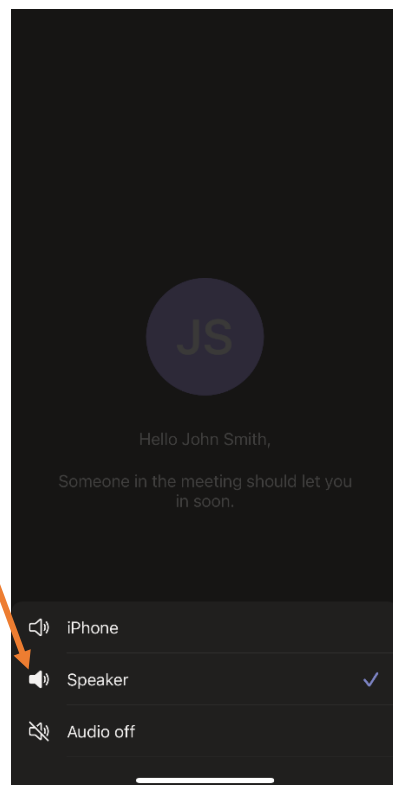 JS
Hello John Smith,
Someone in the meeting should let you
in soon.
iPhone
Speaker
Audio off